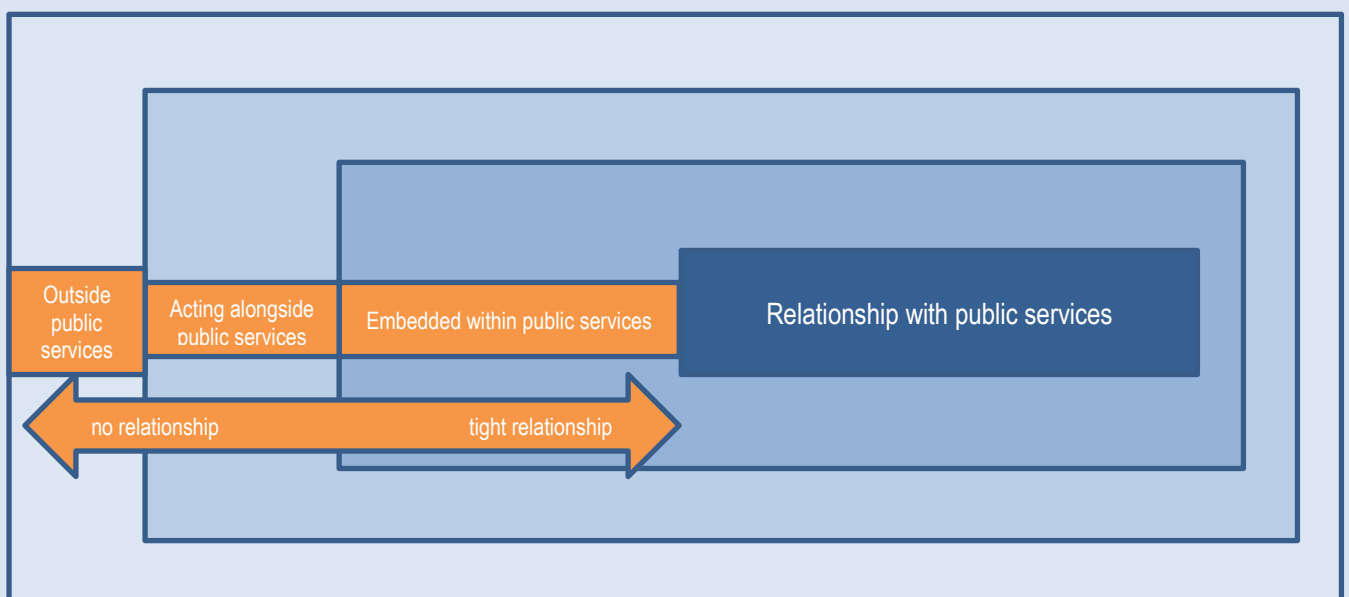 Outside
public
services
Acting alongside
public services
Embedded within public services
Relationship with public services
no relationship
tight relationship